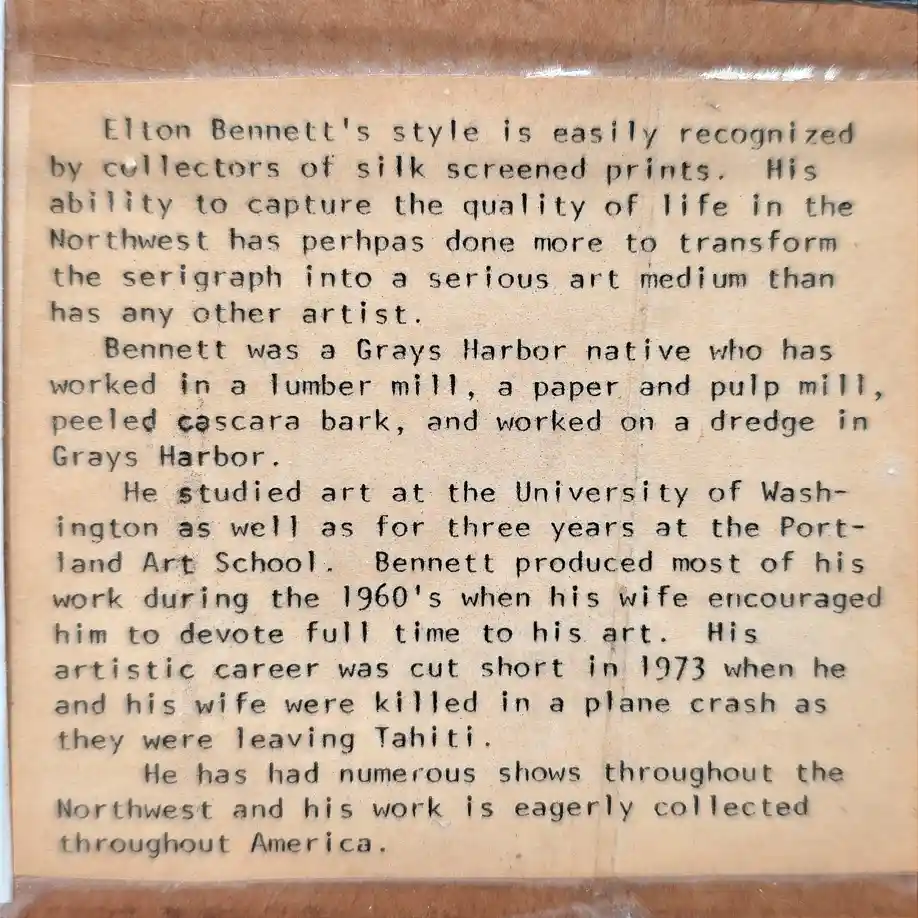 Elton Bennett's style is easily recognized
by collectors of silk screened prints. His
ability to capture the quality of life in the
Northwest has perhpas done more to transform
the serigraph into a serious art medium than
has any other artist.
Bennett was a Grays Harbor native who has
worked in a lumber mill, a paper and pulp mill,
peeled cascara bark, and worked on a dredge in
Grays Harbor.
He studied art at the University of Wash-
ington as well as for three years at the Port-
land Art School. Bennett produced most of his
work during the 1960's when his wife encouraged
him to devote full time to his art. His
artistic career was cut short in 1973 when he
and his wife were killed in a plane crash as
they were leaving Tahiti.
He has had numerous shows throughout the
Northwest and his work is eagerly collected
throughout America.